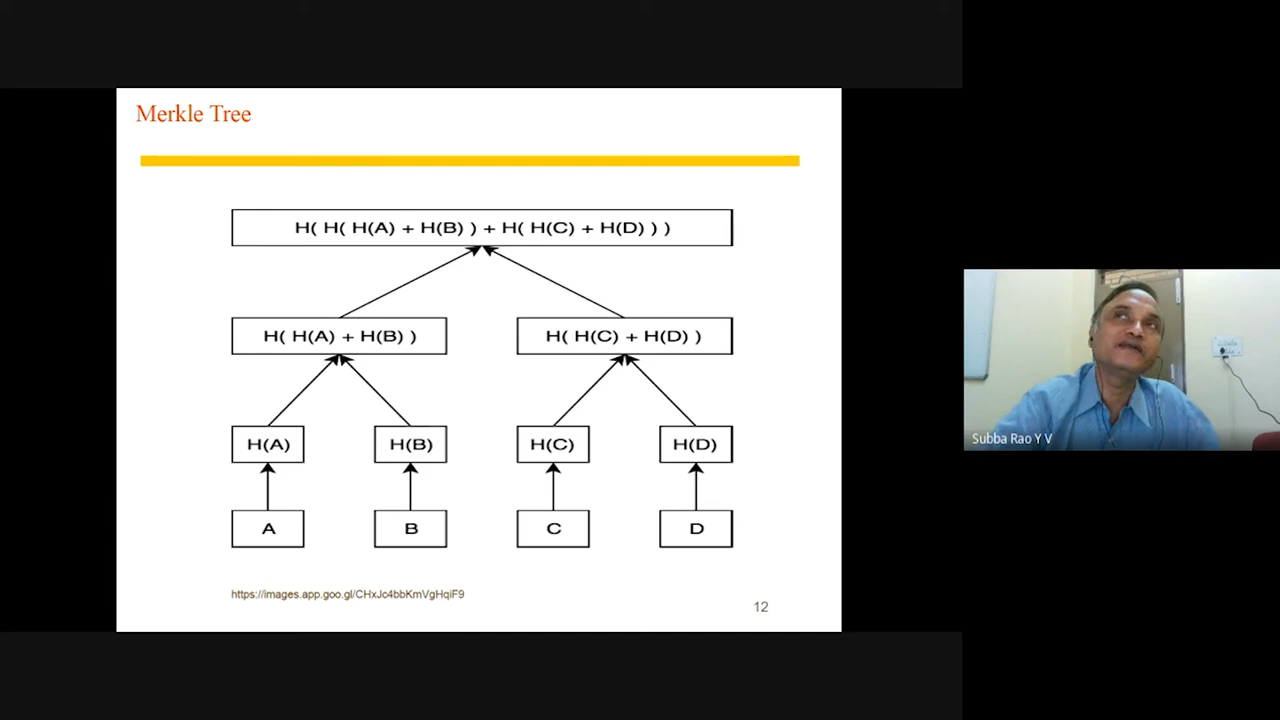 Merkle Tree
H( H( H(A) + H(B) ) + H( H(C) + H(D) ) )
H( H(A) + H(B) )
H( H(C) + H(D) )
H(A)
H(B)
H(C)
H(D)
A
B
C
D
https://images.app.goo.gl/CHxJc4bbKmVgHqiF9
12
Subba Rao Y V